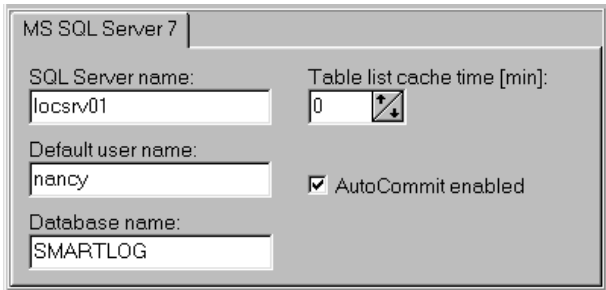 MS SQL Server 7
SQL Server name:
locsrv01
Table list cache time [min]:
0
Default user name:
nancy
AutoCommit enabled
Database name:
SMARTLOG